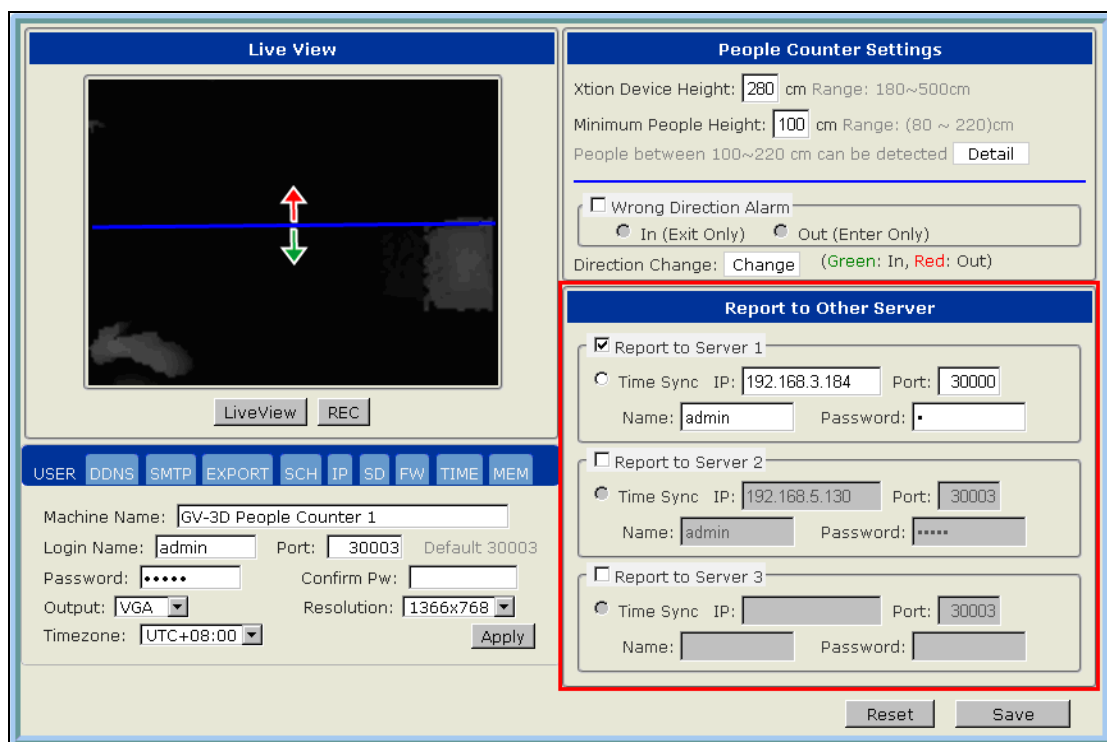 Live View
LiveView REC
USER DDNS SMTP EXPORT SCH IP SD FW TIME MEM
Machine Name: GV-3D People Counter 1
Login Name: admin Port: 30003 Default 30003
Password: ••••• Confirm Pw:
Output: VGA Resolution: 1366x768
Timezone: UTC+08:00 Apply
People Counter Settings
Xtion Device Height: 280 cm Range: 180~500cm
Minimum People Height: 100 cm Range: (80 ~ 220)cm
People between 100~220 cm can be detected Detail
Wrong Direction Alarm
In (Exit Only) Out (Enter Only)
Direction Change: Change (Green: In, Red: Out)
Report to Other Server
Report to Server 1
Time Sync IP: 192.168.3.184 Port: 30000
Name: admin Password: •
Report to Server 2
Time Sync IP: 192.168.5.130 Port: 30003
Name: admin Password: •••••
Report to Server 3
Time Sync IP: Port: 30003
Name: Password:
Reset Save